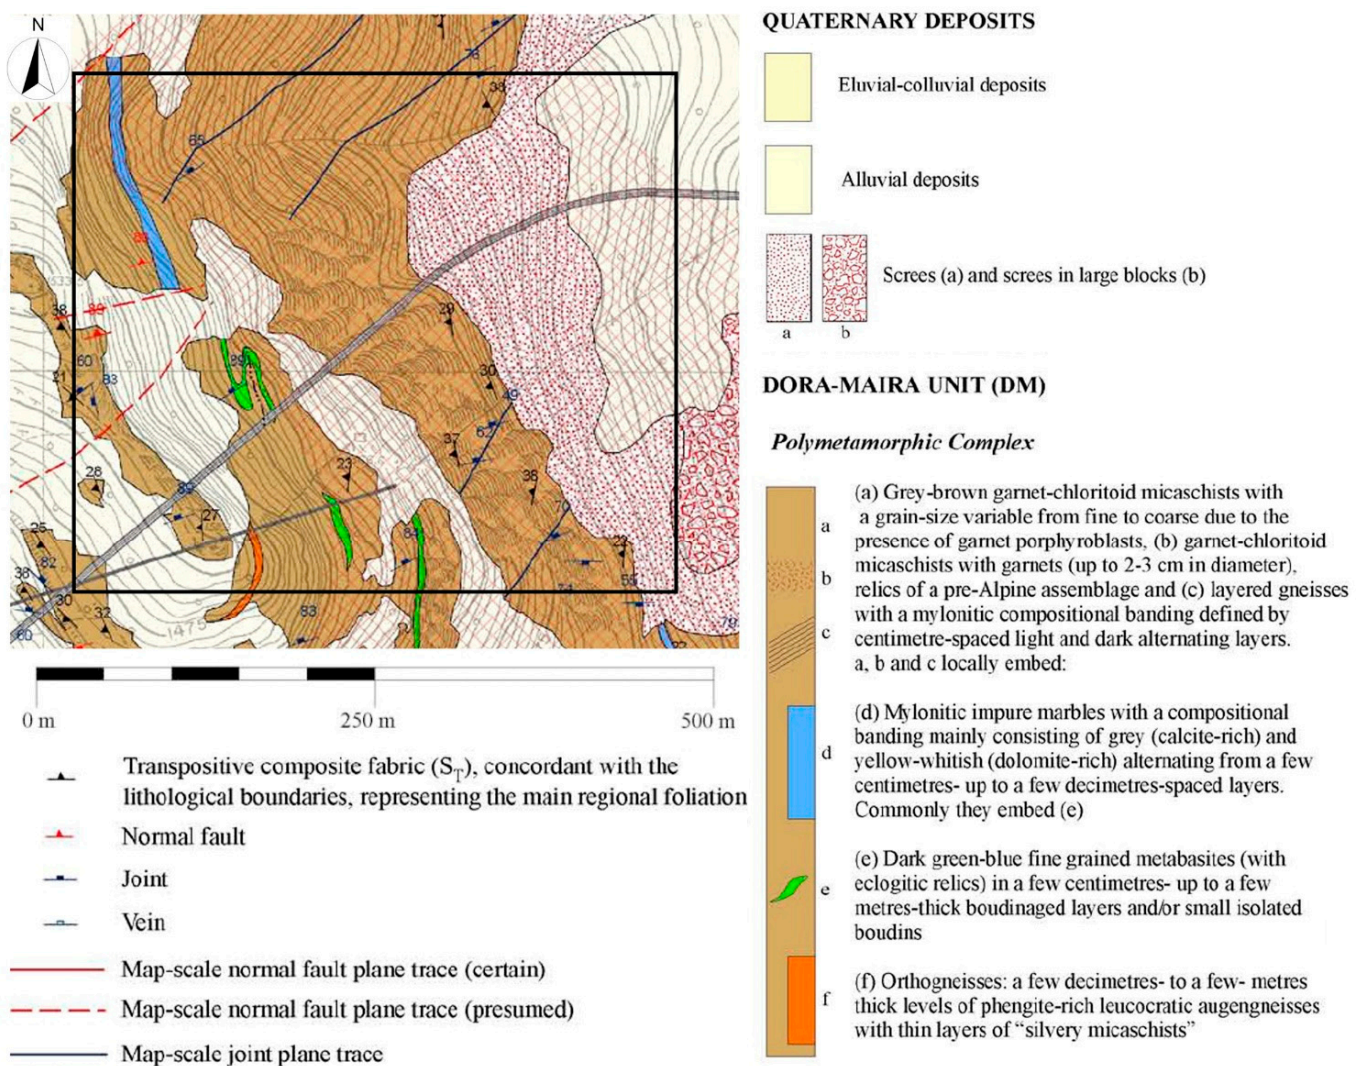 N
QUATERNARY DEPOSITS
Eluvial-colluvial deposits
Alluvial deposits
Screes (a) and screes in large blocks (b)
a
b
DORA-MAIRA UNIT (DM)
Polymetamorphic Complex
a
b
c
d
e
f
(a) Grey-brown garnet-chloritoid micaschists with
a grain-size variable from fine to coarse due to the
presence of garnet porphyroblasts, (b) garnet-chloritoid
micaschists with garnets (up to 2-3 cm in diameter),
relics of a pre-Alpine assemblage and (c) layered gneisses
with a mylonitic compositional banding defined by
centimetre-spaced light and dark alternating layers.
a, b and c locally embed:
(d) Mylonitic impure marbles with a compositional
banding mainly consisting of grey (calcite-rich) and
yellow-whitish (dolomite-rich) alternating from a few
centimetres- up to a few decimetres-spaced layers.
Commonly they embed (e)
(e) Dark green-blue fine grained metabasites (with
eclogitic relics) in a few centimetres- up to a few
metres-thick boudinaged layers and/or small isolated
boudins
(f) Orthogneisses: a few decimetres- to a few- metres
thick levels of phengite-rich leucocratic augengneisses
with thin layers of "silvery micaschists"
38
65
29
38
60
83
30
49
62
37
28
23
38
27
25
82
84
30
32
83
60
1475
0 m
250 m
500 m
Transpositive composite fabric (ST), concordant with the
lithological boundaries, representing the main regional foliation
Normal fault
Joint
Vein
Map-scale normal fault plane trace (certain)
Map-scale normal fault plane trace (presumed)
Map-scale joint plane trace